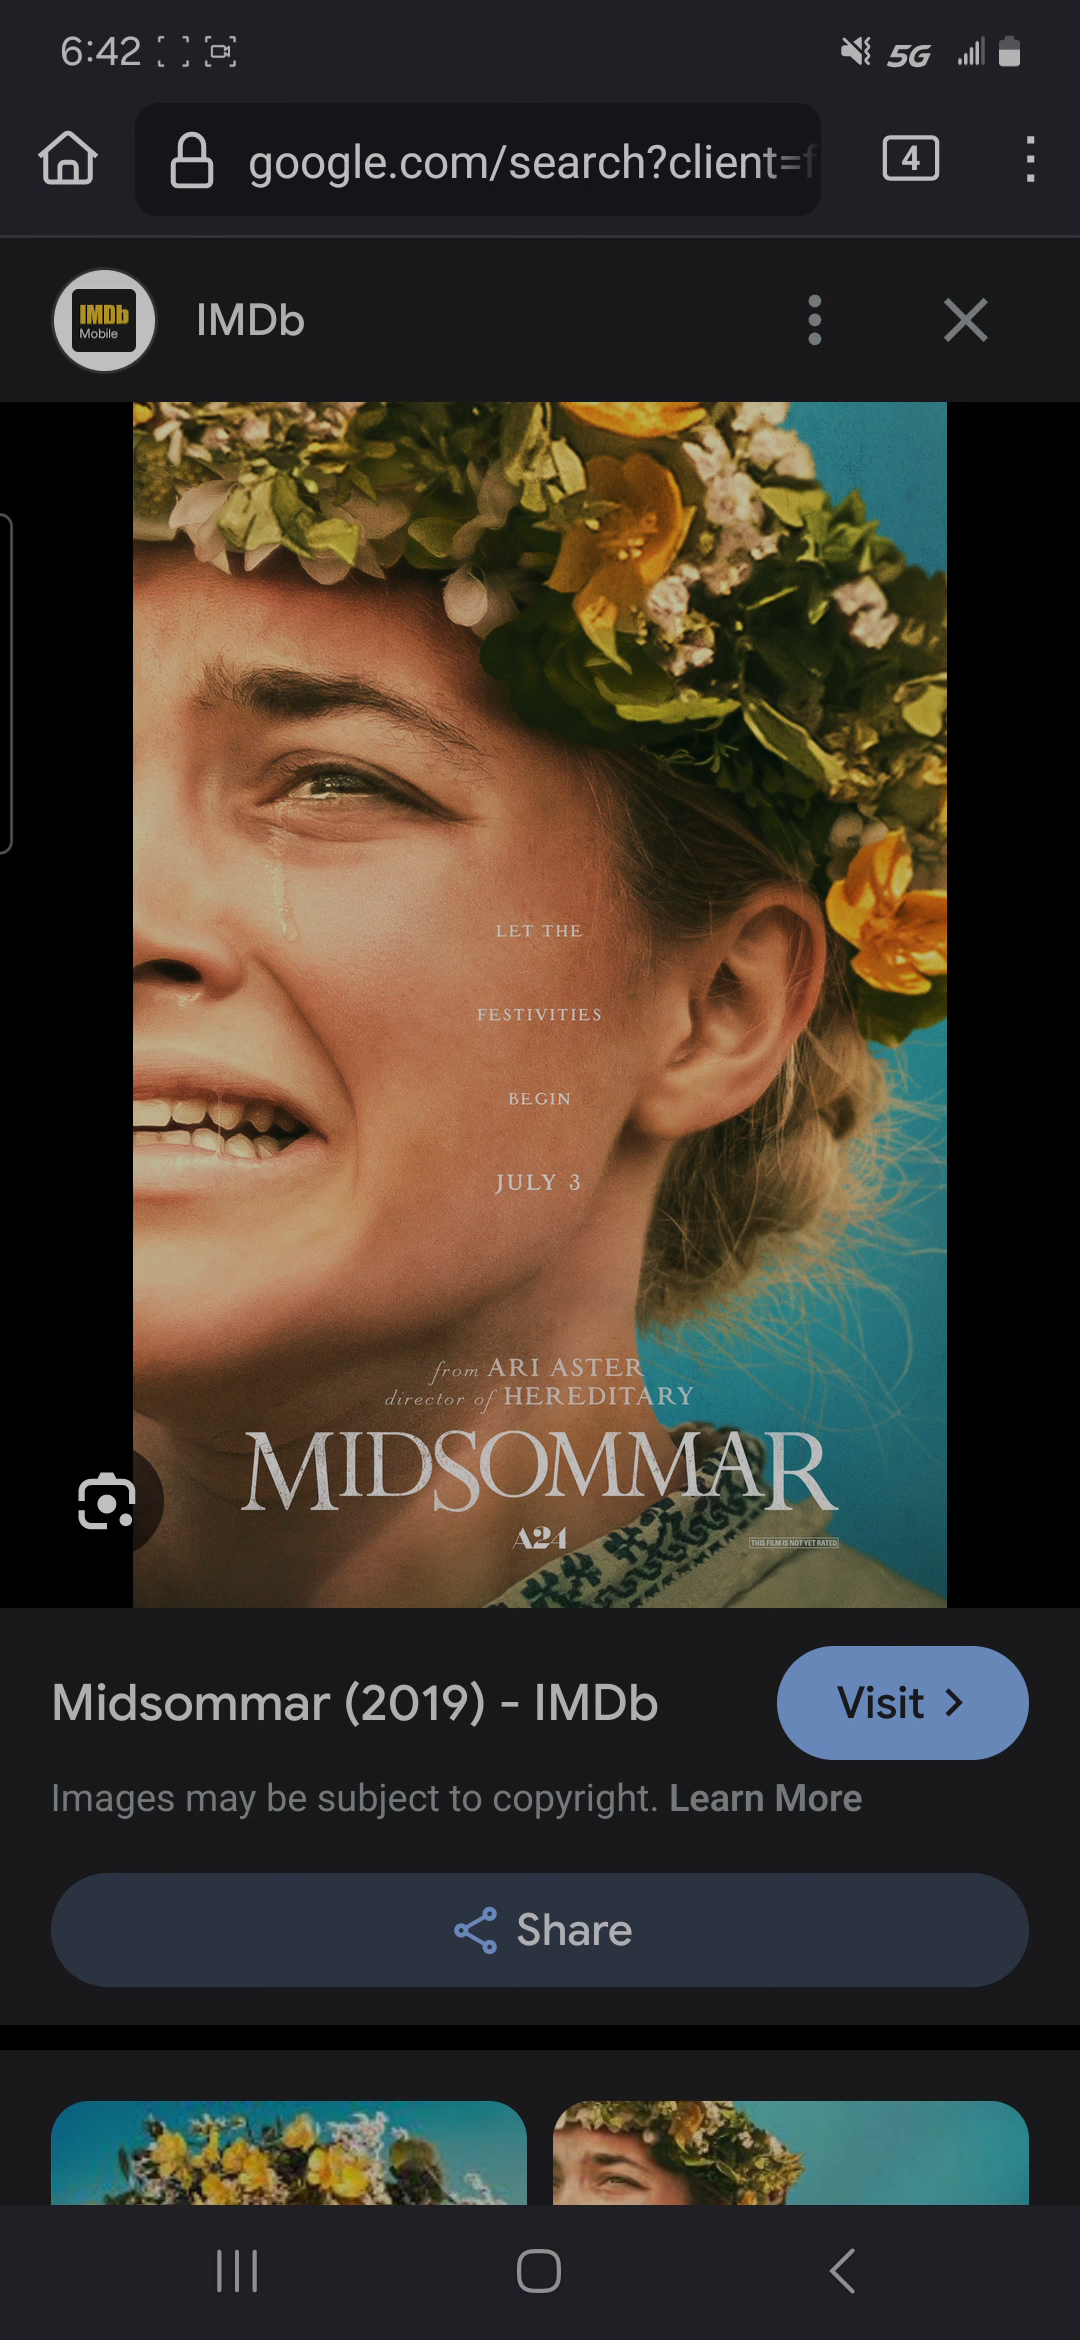 6:42
5G
google.com/search?client=f
4
IMDb
Mobile
IMDb
LET THE
FESTIVITIES
BEGIN
JULY 3
from ARI ASTER
director of HEREDITARY
MIDSOMMAR
A24
THIS FILM IS NOT YET RATED
Midsommar (2019) - IMDb
Visit
Images may be subject to copyright. Learn More
Share